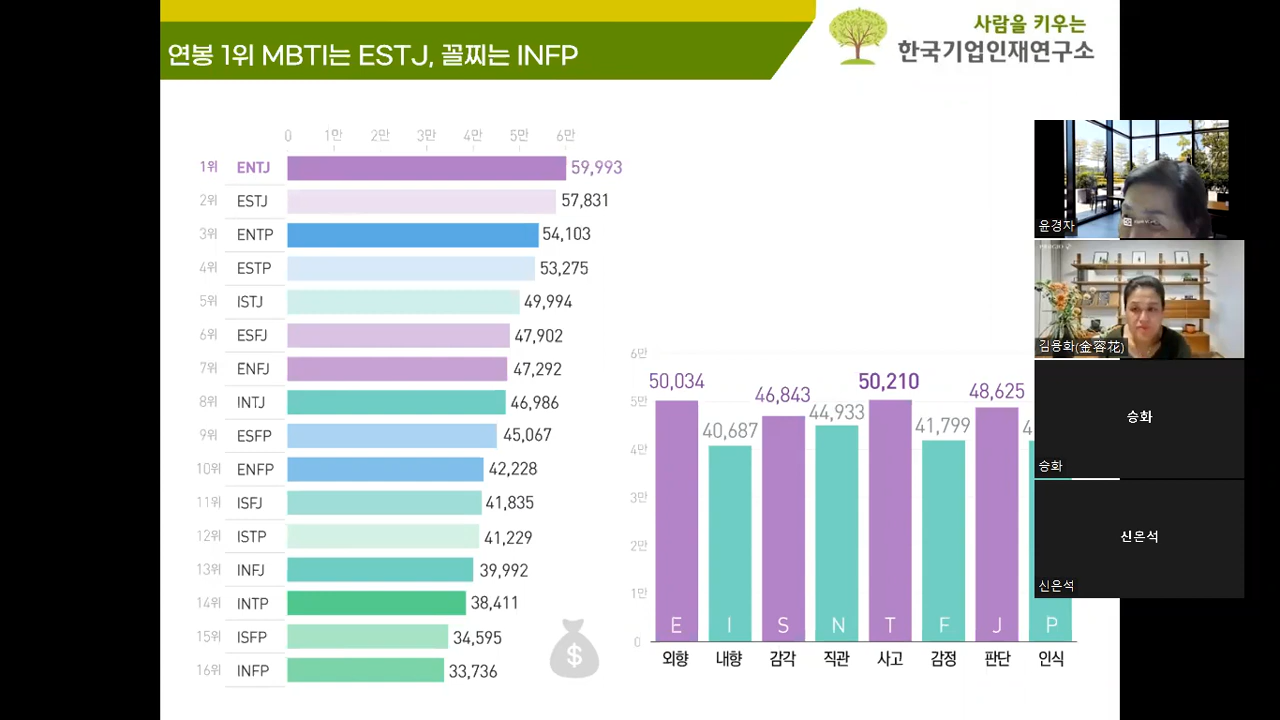 연봉 1위 MBTI는 ESTJ, 꼴찌는 INFP
사람을 키우는
한국기업인재연구소
0 1만 2만 3만 4만 5만 6만
1위 ENTJ 59,993
2위 ESTJ 57,831
3위 ENTP 54,103
4위 ESTP 53,275
5위 ISTJ 49,994
6위 ESFJ 47,902
7위 ENFJ 47,292
8위 INTJ 46,986
9위 ESFP 45,067
10위 ENFP 42,228
11위 ISFJ 41,835
12위 ISTP 41,229
13위 INFJ 39,992
14위 INTP 38,411
15위 ISFP 34,595
16위 INFP 33,736
$
6만
5만
4만
3만
2만
1만
0
50,034 40,687 46,843 44,933 50,210 41,799 48,625 4
E I S N T F J P
외향 내향 감각 직관 사고 감정 판단 인식
윤경자
김용화(金容花)
승화
승화
신은석
신은석